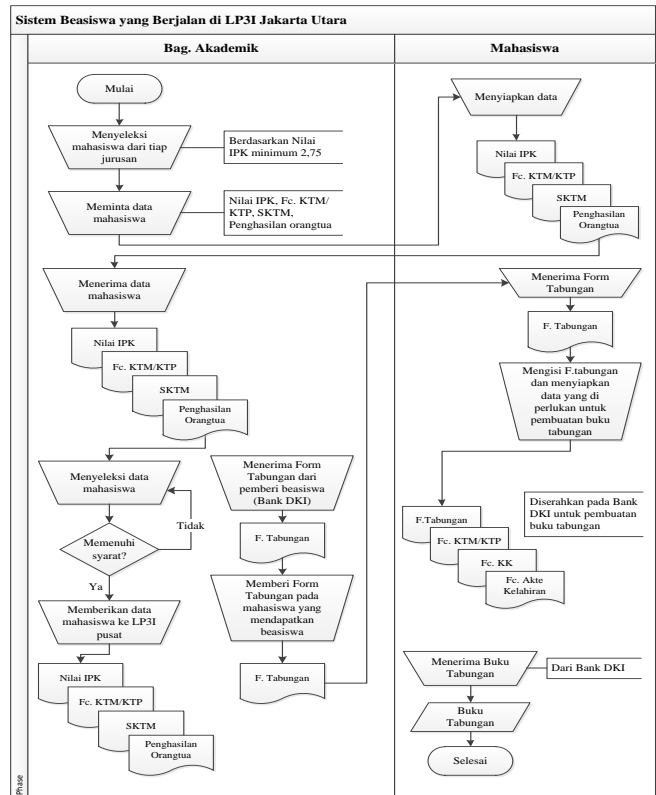 Sistem Beasiswa yang Berjalan di LP3I Jakarta Utara
Bag. Akademik
Mahasiswa
Mulai
Menyeleksi
mahasiswa dari tiap
jurusan
Berdasarkan Nilai
IPK minimum 2,75
Meminta data
mahasiswa
Nilai IPK, Fc. KTM/
KTP, SKTM,
Penghasilan orangtua
Menyiapkan data
Nilai IPK
Fc. KTM/KTP
SKTM
Penghasilan
Orangtua
Menerima data
mahasiswa
Nilai IPK
Fc. KTM/KTP
SKTM
Penghasilan
Orangtua
Menyeleksi data
mahasiswa
Tidak
Memenuhi
syarat?
Ya
Memberikan data
mahasiswa ke LP3I
pusat
Nilai IPK
Fc. KTM/KTP
SKTM
Penghasilan
Orangtua
Menerima Form
Tabungan dari
pemberi beasiswa
(Bank DKI)
F. Tabungan
Memberi Form
Tabungan pada
mahasiswa yang
mendapatkan
beasiswa
F. Tabungan
Menerima Form
Tabungan
F. Tabungan
Mengisi F.tabungan
dan menyiapkan
data yang di
perlukan untuk
pembuatan buku
tabungan
F.Tabungan
Fc. KTM/KTP
Fc. KK
Fc. Akte
Kelahiran
Diserahkan pada Bank
DKI untuk pembuatan
buku tabungan
Menerima Buku
Tabungan
Dari Bank DKI
Buku
Tabungan
Selesai
Phase